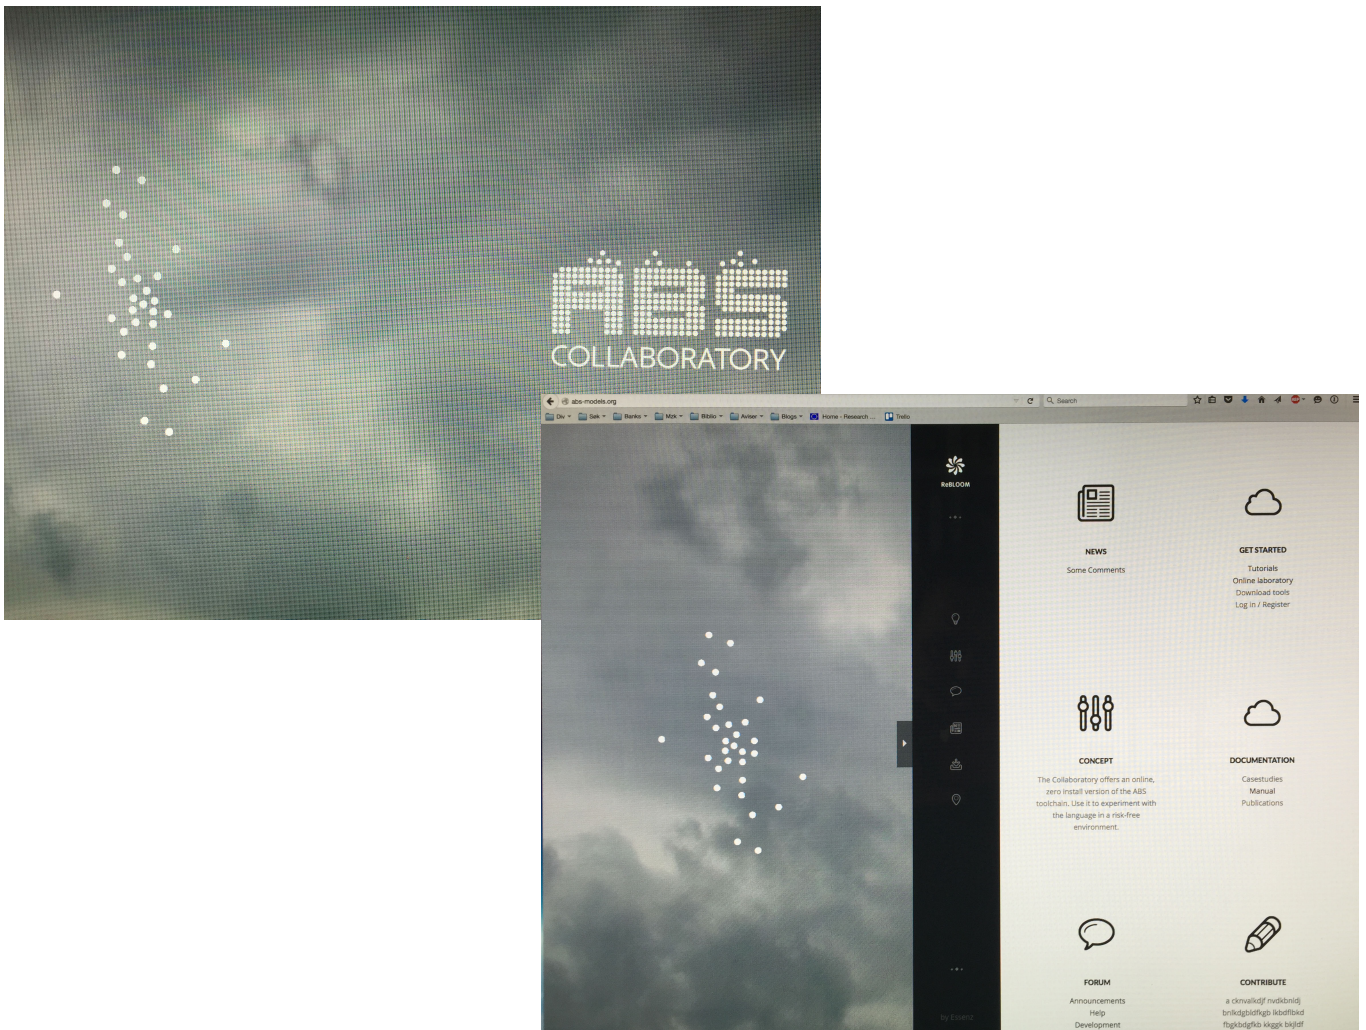 ABS
COLLABORATORY
abs-models.org
Search
Div
Søk
Banks
Mzk
Biblio
Aviser
Blogs
Home - Research ...
Trello
ReBLOOM
NEWS
Some Comments
GET STARTED
Tutorials
Online laboratory
Download tools
Log in / Register
CONCEPT
The Collaboratory offers an online,
zero install version of the ABS
toolchain. Use it to experiment with
the language in a risk-free
environment.
DOCUMENTATION
Casestudies
Manual
Publications
FORUM
Announcements
Help
Development
CONTRIBUTE
a cknvalkdjf nvdkbnldj
bnlkdgbldfkgb lkbdflbkd
fbgkbdgfkb kkggk bkjldf
by Essenz